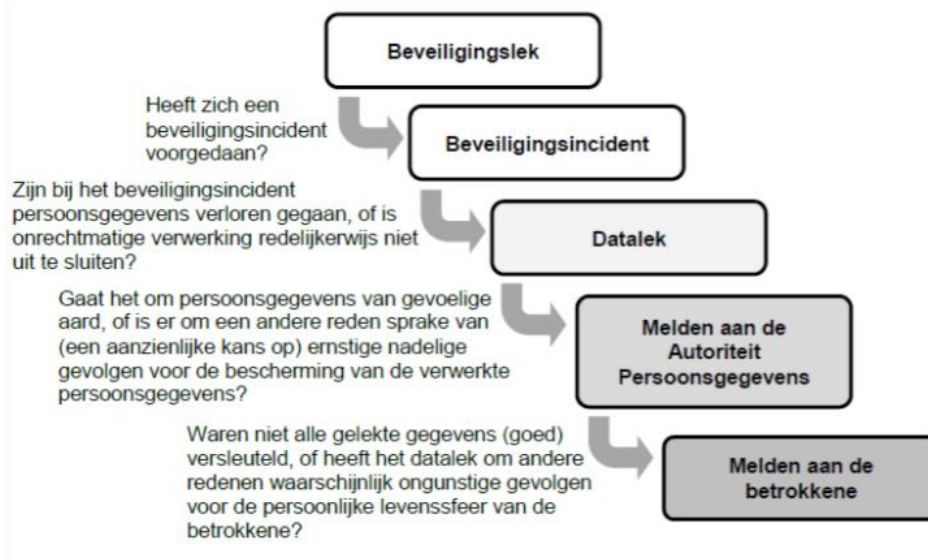 Beveiligingslek
Heeft zich een
beveiligingsincident
voorgedaan?
Beveiligingsincident
Zijn bij het beveiligingsincident
persoonsgegevens verloren gegaan, of is
onrechtmatige verwerking redelijkerwijs niet
uit te sluiten?
Datalek
Gaat het om persoonsgegevens van gevoelige
aard, of is er om een andere reden sprake van
(een aanzienlijke kans op) ernstige nadelige
gevolgen voor de bescherming van de verwerkte
persoonsgegevens?
Melden aan de
Autoriteit
Persoonsgegevens
Waren niet alle gelekte gegevens (goed)
versleuteld, of heeft het datalek om andere
redenen waarschijnlijk ongunstige gevolgen
voor de persoonlijke levenssfeer van de
betrokkene?
Melden aan de
betrokkene